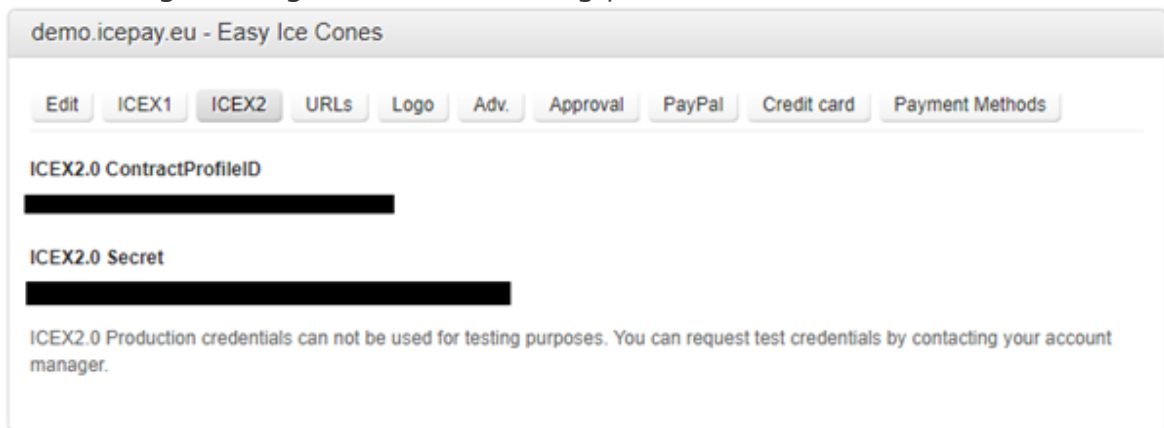 demo.icepay.eu - Easy Ice Cones
Edit ICEX1 ICEX2 URLs Logo Adv. Approval PayPal Credit card Payment Methods
ICEX2.0 ContractProfileID
ICEX2.0 Secret
ICEX2.0 Production credentials can not be used for testing purposes. You can request test credentials by contacting your account
manager.